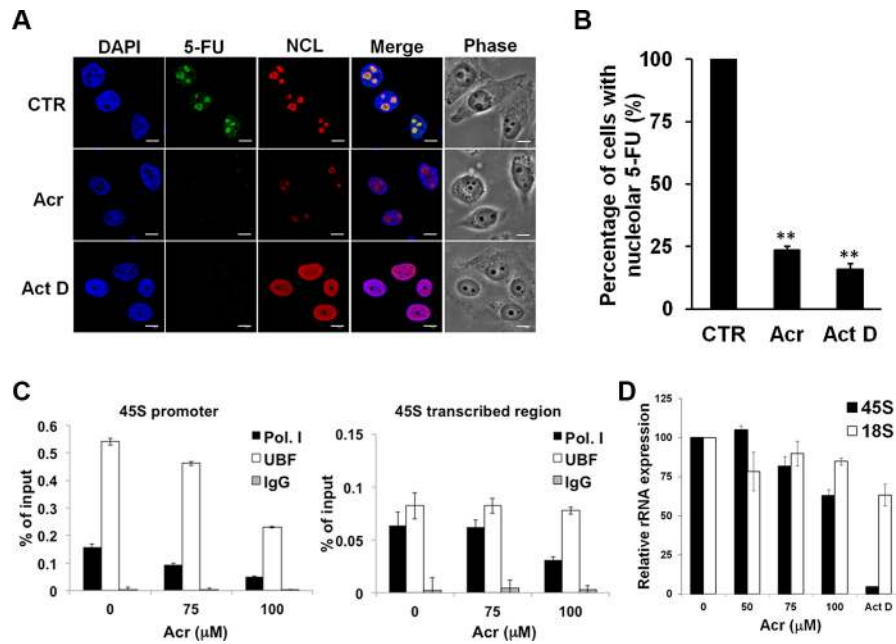 A
DAPI 5-FU NCL Merge Phase
CTR
Acr
Act D
B
Percentage of cells with
nucleolar 5-FU (%)
100
75
50
25
0
**
**
CTR Acr Act D
C
45S promoter
% of input
0.6
0.5
0.4
0.3
0.2
0.1
0
Pol. I
UBF
IgG
0 75 100
Acr (μM)
45S transcribed region
% of input
0.15
0.1
0.05
0
Pol. I
UBF
IgG
0 75 100
Acr (μM)
D
45S
18S
Relative rRNA expression
125
100
75
50
25
0
0 50 75 100 Act D
Acr (μM)